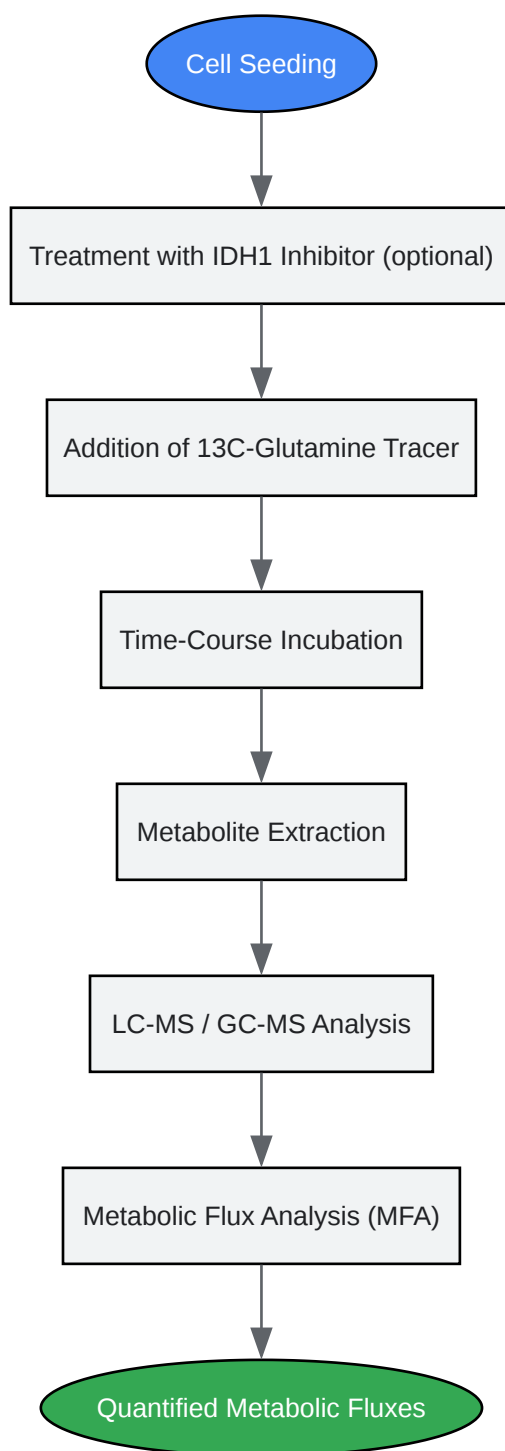 Cell Seeding
Treatment with IDH1 Inhibitor (optional)
Addition of 13C-Glutamine Tracer
Time-Course Incubation
Metabolite Extraction
LC-MS / GC-MS Analysis
Metabolic Flux Analysis (MFA)
Quantified Metabolic Fluxes